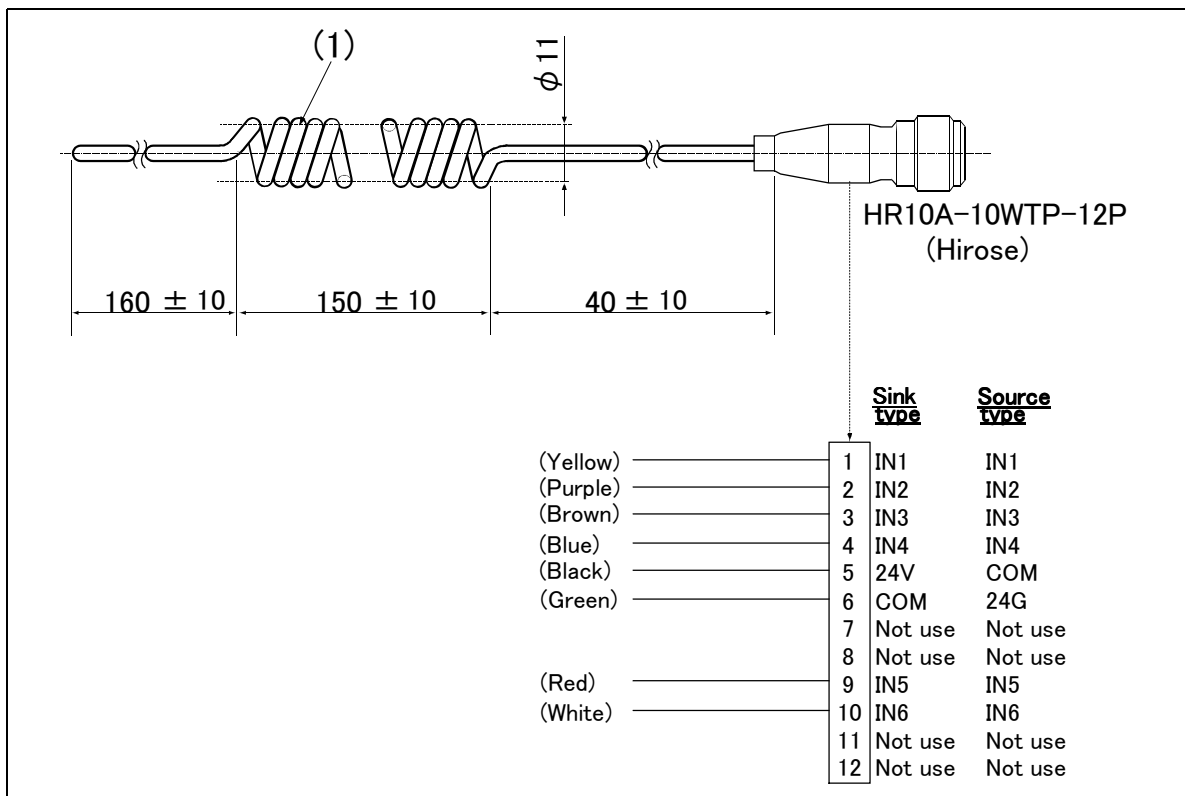 (1)
φ11
HR10A-10WTP-12P
(Hirose)
160 ± 10
150 ± 10
40 ± 10
Sink type
Source type
(Yellow) 1 IN1 IN1
(Purple) 2 IN2 IN2
(Brown) 3 IN3 IN3
(Blue) 4 IN4 IN4
(Black) 5 24V COM
(Green) 6 COM 24G
7 Not use Not use
8 Not use Not use
(Red) 9 IN5 IN5
(White) 10 IN6 IN6
11 Not use Not use
12 Not use Not use